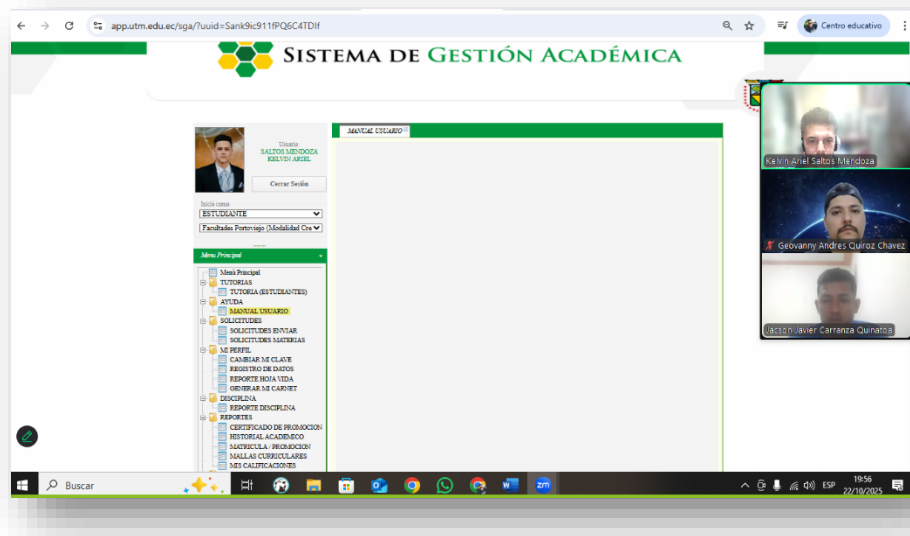 app.utm.edu.ec/sga/?uuid=Sank9ic911fPQ6C4TDIf
Centro educativo
SISTEMA DE GESTIÓN ACADÉMICA
MANUAL USUARIO
Usuario
SALTOS MENDOZA
KELVIN ARIEL
Cerrar Sesión
Inició como:
ESTUDIANTE
Facultades Portoviejo (Modalidad Cre
Menu Principal
Menú Principal
TUTORIAS
TUTORIA (ESTUDIANTES)
AYUDA
MANUAL USUARIO
SOLICITUDES
SOLICITUDES ENVIAR
SOLICITUDES MATERIAS
MI PERFIL
CAMBIAR MI CLAVE
REGISTRO DE DATOS
REPORTE HOJA VIDA
GENERAR MI CARNET
DISCIPLINA
REPORTE DISCIPLINA
REPORTES
CERTIFICADO DE PROMOCION
HISTORIAL ACADEMICO
MATRICULA / PROMOCION
MALLAS CURRICULARES
MIS CALIFICACIONES
Kelvin Ariel Saltos Mendoza
Geovanny Andres Quiroz Chavez
Jacson Javier Carranza Quinatoa
Buscar
zm
ESP
19:56
22/10/2025